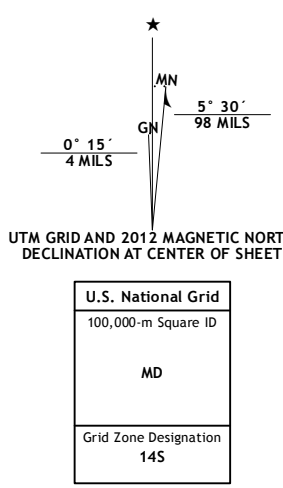 ★
MN
GN
5° 30´
98 MILS
0° 15´
4 MILS
UTM GRID AND 2012 MAGNETIC NORT
DECLINATION AT CENTER OF SHEET
U.S. National Grid
100,000-m Square ID
MD
Grid Zone Designation
14S